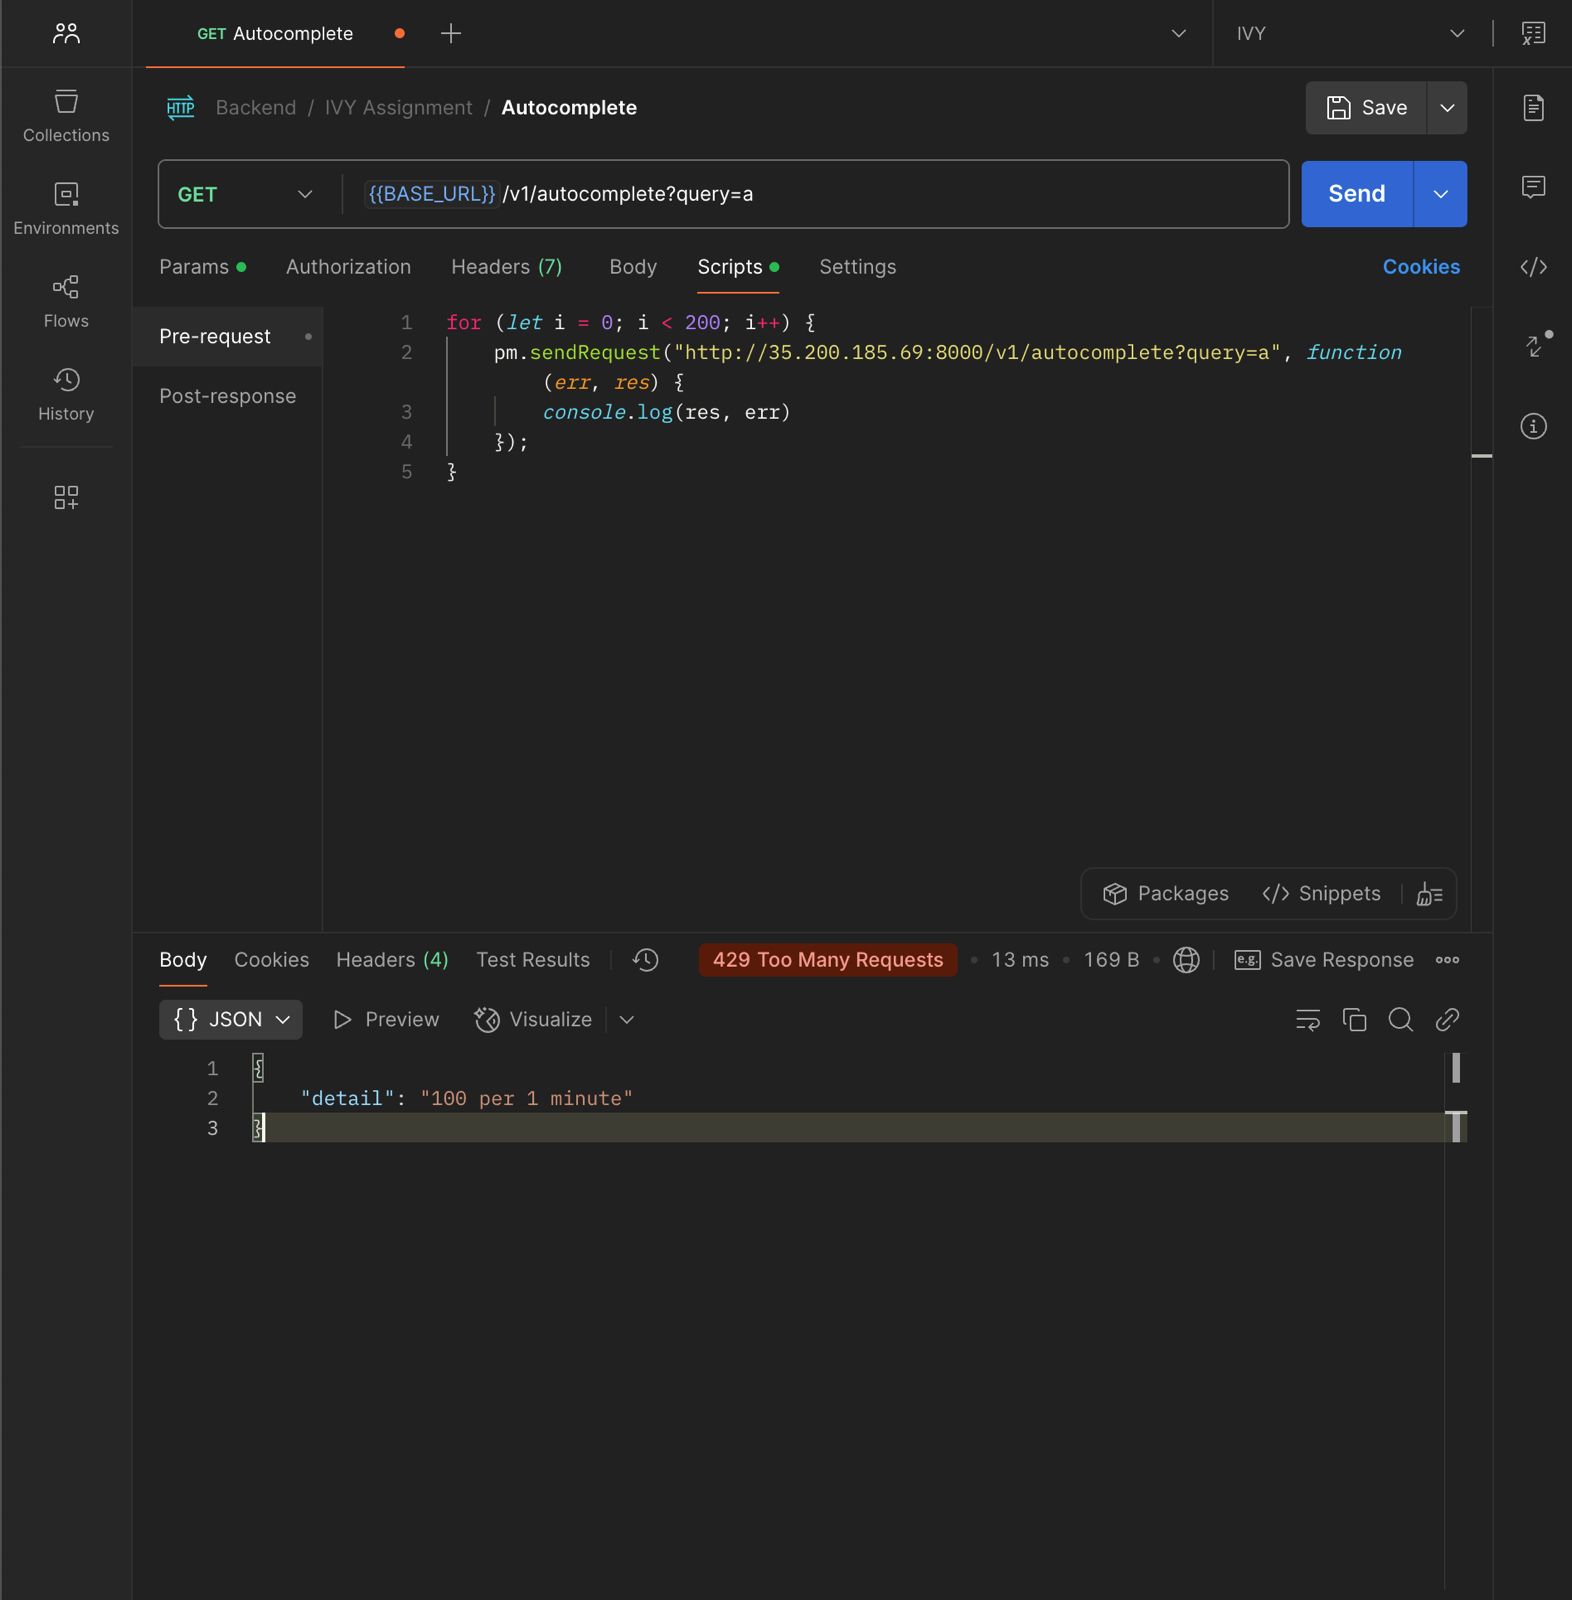 GET Autocomplete
IVY
Collections
Environments
Flows
History
HTTP Backend / IVY Assignment / Autocomplete
Save
GET {{BASE_URL}} /v1/autocomplete?query=a
Send
Params Authorization Headers (7) Body Scripts Settings Cookies
Pre-request
Post-response
1 for (let i = 0; i < 200; i++) {
2 pm.sendRequest("http://35.200.185.69:8000/v1/autocomplete?query=a", function
(err, res) {
3 console.log(res, err)
4 });
5 }
Packages </> Snippets
Body Cookies Headers (4) Test Results 429 Too Many Requests • 13 ms • 169 B • e.g. Save Response
{} JSON Preview Visualize
1 {
2 "detail": "100 per 1 minute"
3 }